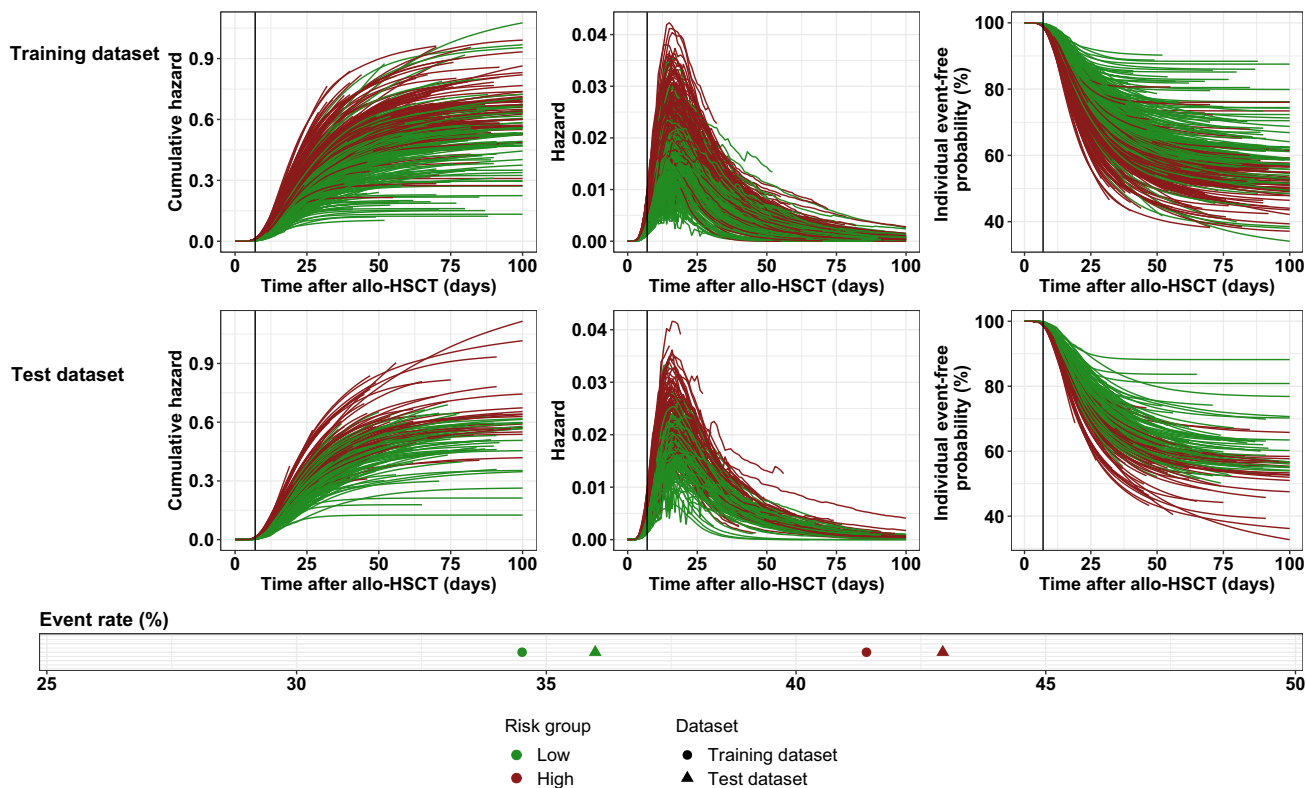 Training dataset
Cumulative hazard
0.9
0.6
0.3
0.0
0 25 50 75 100
Time after allo-HSCT (days)
Hazard
0.04
0.03
0.02
0.01
0.00
0 25 50 75 100
Time after allo-HSCT (days)
Individual event-free
probability (%)
100
80
60
40
0 25 50 75 100
Time after allo-HSCT (days)
Test dataset
Cumulative hazard
0.9
0.6
0.3
0.0
0 25 50 75 100
Time after allo-HSCT (days)
Hazard
0.04
0.03
0.02
0.01
0.00
0 25 50 75 100
Time after allo-HSCT (days)
Individual event-free
probability (%)
100
80
60
40
0 25 50 75 100
Time after allo-HSCT (days)
Event rate (%)
25 30 35 40 45 50
Risk group
Low
High
Dataset
Training dataset
Test dataset